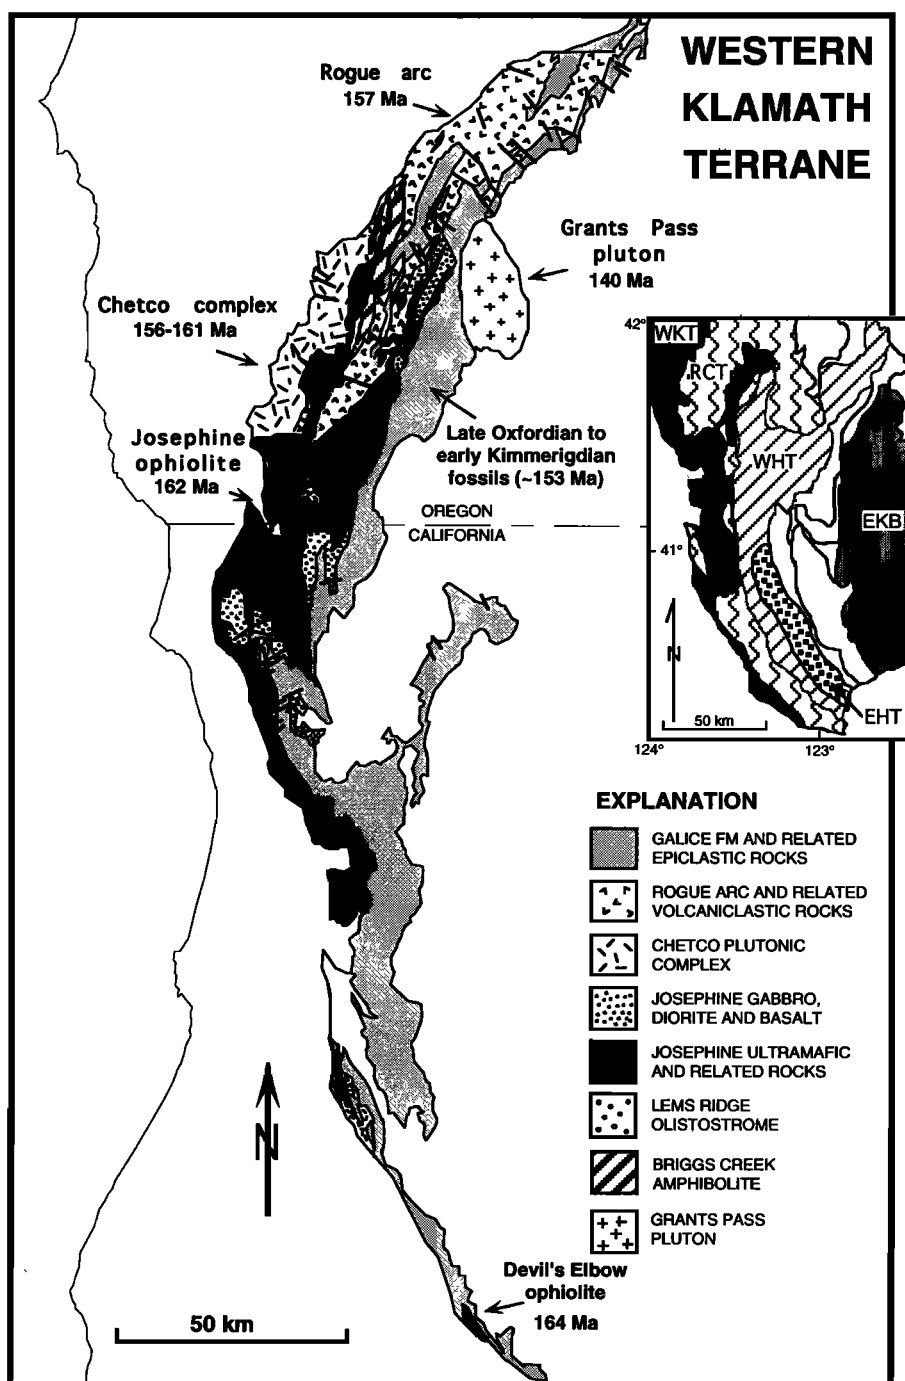 WESTERN
KLAMATH
TERRANE
Rogue arc
157 Ma
Grants Pass
pluton
140 Ma
Chetco complex
156-161 Ma
Josephine
ophiolite
162 Ma
Late Oxfordian to
early Kimmerigdian
fossils (~153 Ma)
OREGON
CALIFORNIA
42°
WKT
RCT
WHT
EKB
41°
N
EHT
50 km
124°
123°
EXPLANATION
GALICE FM AND RELATED
EPICLASTIC ROCKS
ROGUE ARC AND RELATED
VOLCANICLASTIC ROCKS
CHETCO PLUTONIC
COMPLEX
JOSEPHINE GABBRO,
DIORITE AND BASALT
JOSEPHINE ULTRAMAFIC
AND RELATED ROCKS
LEMS RIDGE
OLISTOSTROME
BRIGGS CREEK
AMPHIBOLITE
GRANTS PASS
PLUTON
N
Devil's Elbow
ophiolite
164 Ma
50 km